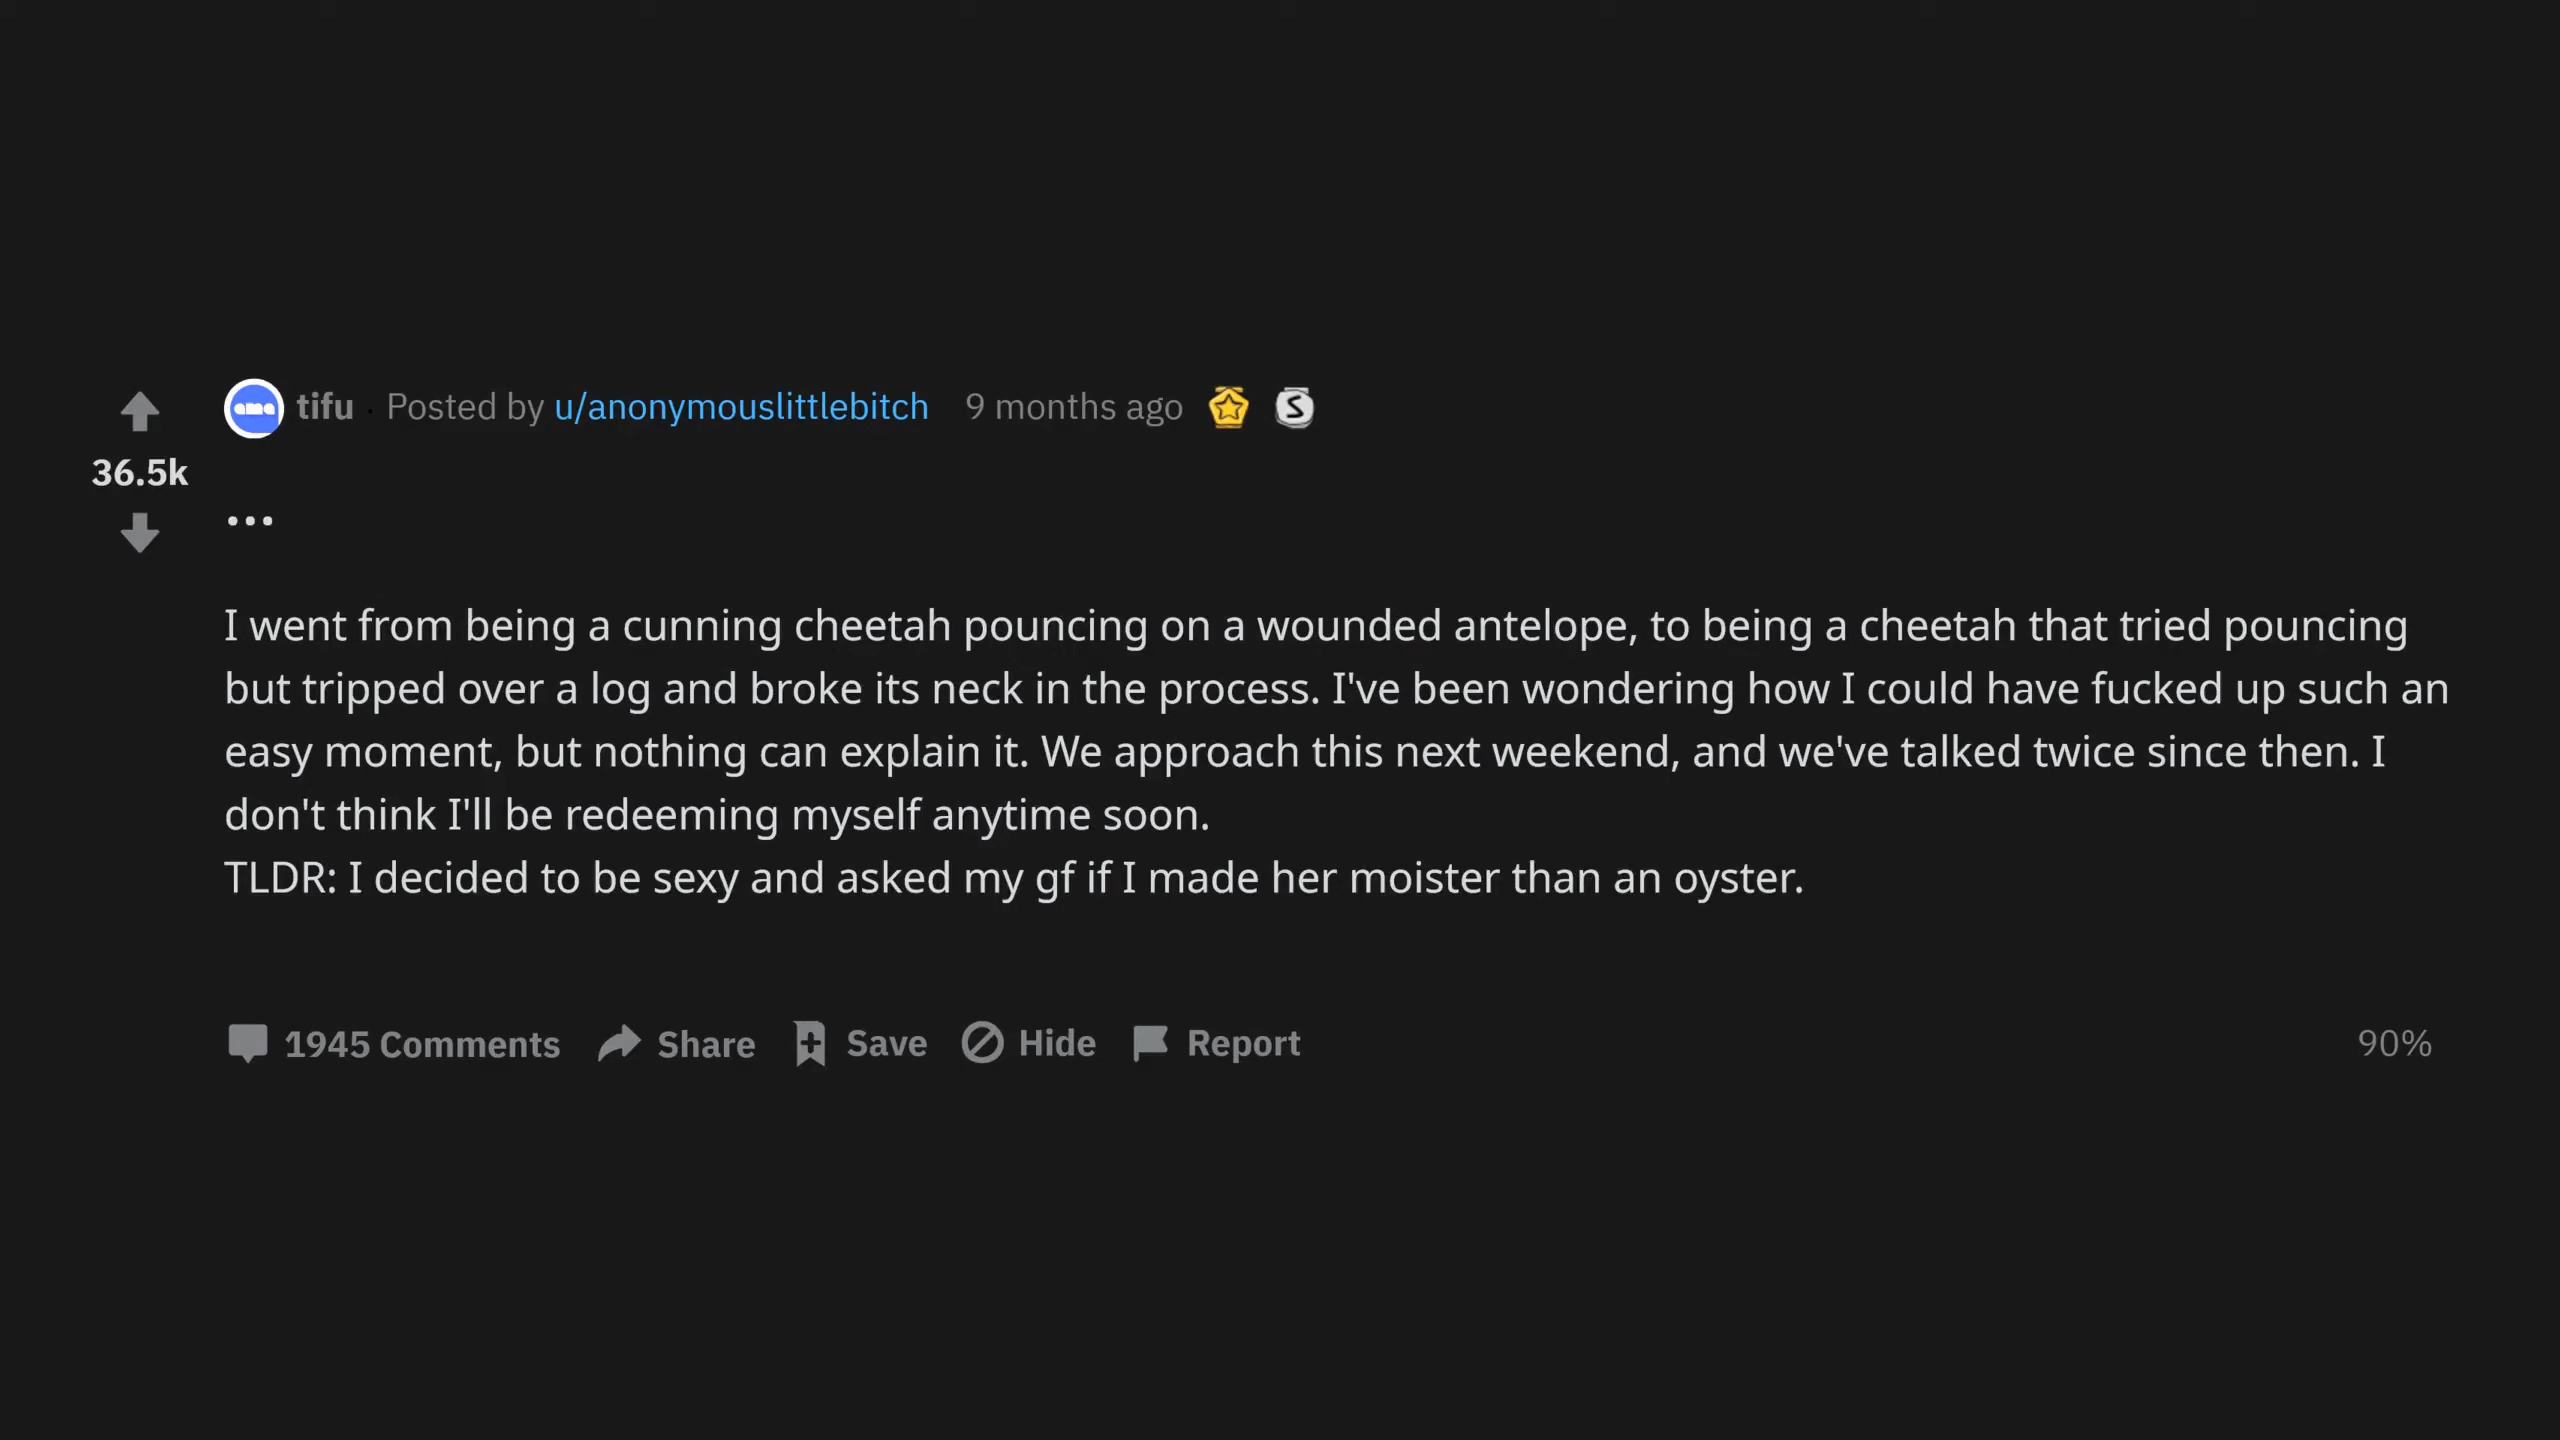 tifu · Posted by u/anonymouslittlebitch 9 months ago
36.5k
...
I went from being a cunning cheetah pouncing on a wounded antelope, to being a cheetah that tried pouncing
but tripped over a log and broke its neck in the process. I've been wondering how I could have fucked up such an
easy moment, but nothing can explain it. We approach this next weekend, and we've talked twice since then. I
don't think I'll be redeeming myself anytime soon.
TLDR: I decided to be sexy and asked my gf if I made her moister than an oyster.
1945 Comments Share Save Hide Report 90%